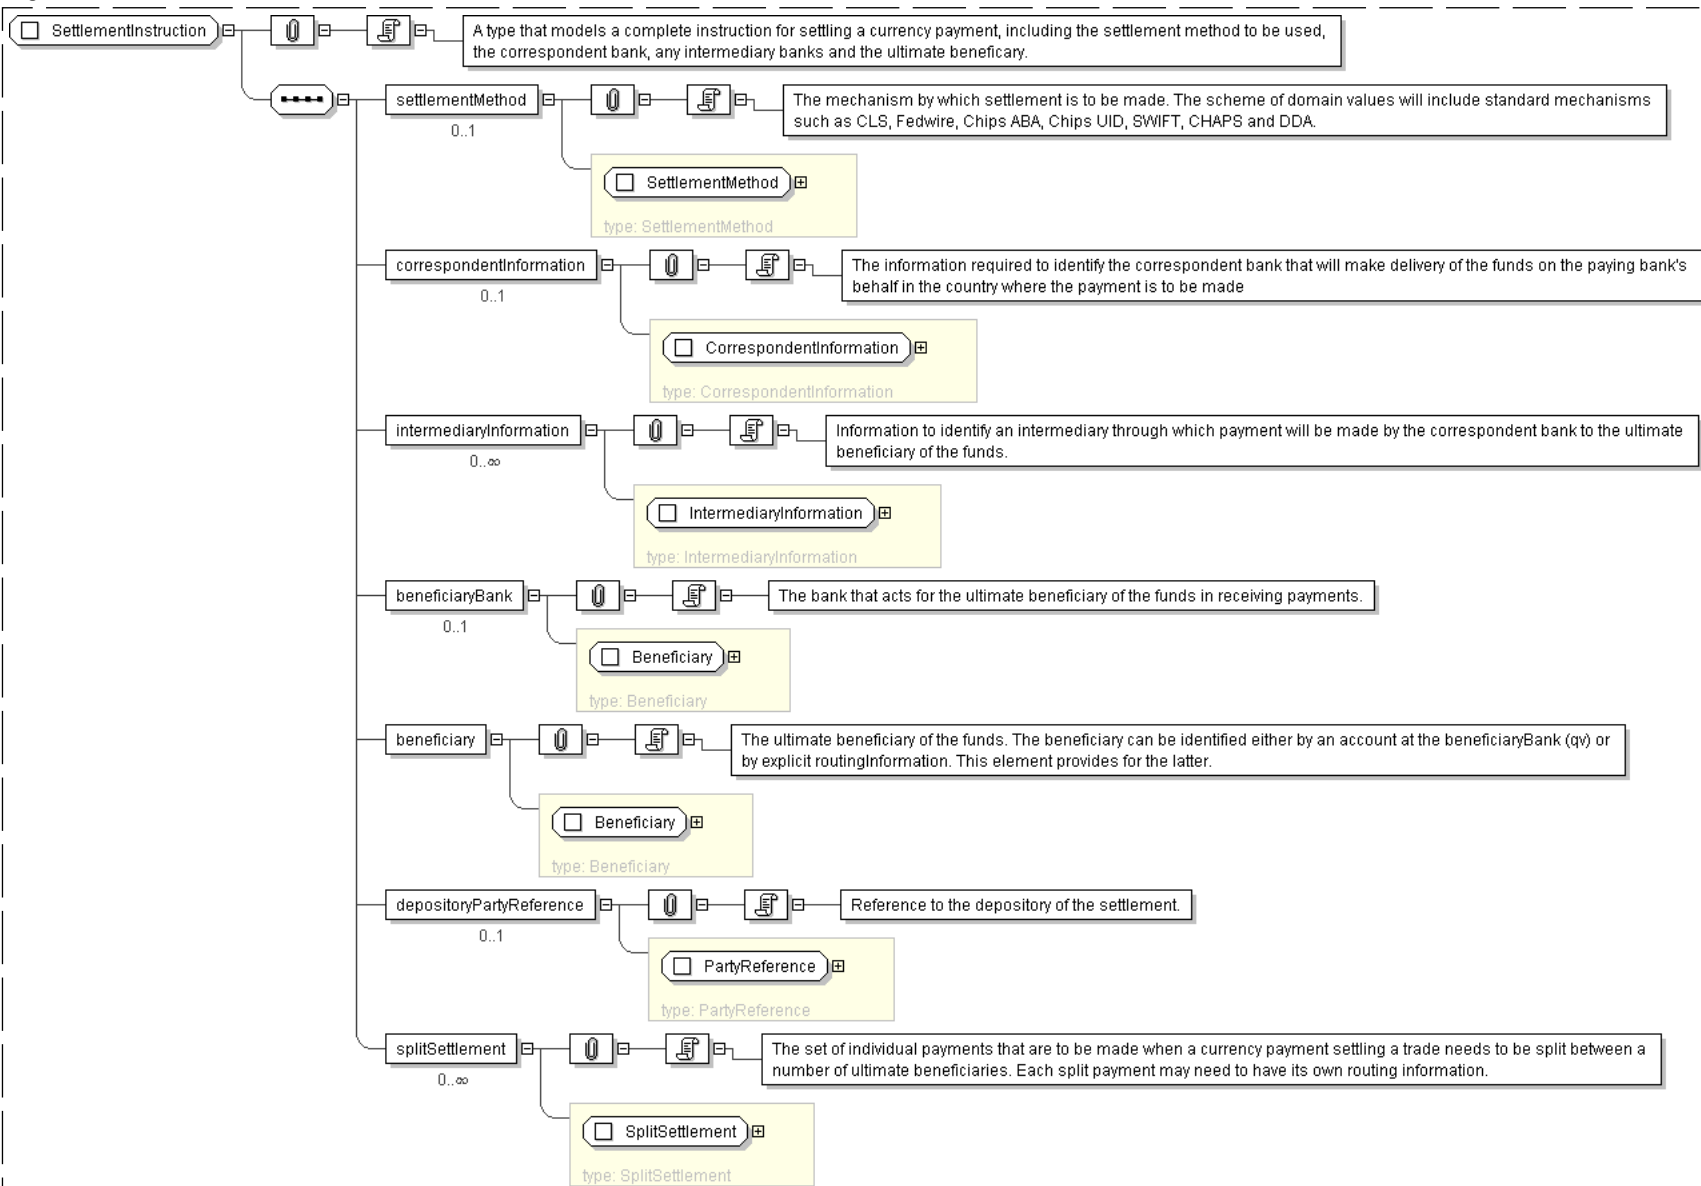 SettlementInstruction
A type that models a complete instruction for settling a currency payment, including the settlement method to be used,
the correspondent bank, any intermediary banks and the ultimate beneficary.
settlementMethod
0..1
The mechanism by which settlement is to be made. The scheme of domain values will include standard mechanisms
such as CLS, Fedwire, Chips ABA, Chips UID, SWIFT, CHAPS and DDA.
SettlementMethod
type: SettlementMethod
correspondentInformation
0..1
The information required to identify the correspondent bank that will make delivery of the funds on the paying bank's
behalf in the country where the payment is to be made
CorrespondentInformation
type: CorrespondentInformation
intermediaryInformation
0..∞
Information to identify an intermediary through which payment will be made by the correspondent bank to the ultimate
beneficiary of the funds.
IntermediaryInformation
type: IntermediaryInformation
beneficiaryBank
0..1
The bank that acts for the ultimate beneficiary of the funds in receiving payments.
Beneficiary
type: Beneficiary
beneficiary
The ultimate beneficiary of the funds. The beneficiary can be identified either by an account at the beneficiaryBank (qv) or
by explicit routingInformation. This element provides for the latter.
Beneficiary
type: Beneficiary
depositoryPartyReference
0..1
Reference to the depository of the settlement.
PartyReference
type: PartyReference
splitSettlement
0..∞
The set of individual payments that are to be made when a currency payment settling a trade needs to be split between a
number of ultimate beneficiaries. Each split payment may need to have its own routing information.
SplitSettlement
type: SplitSettlement